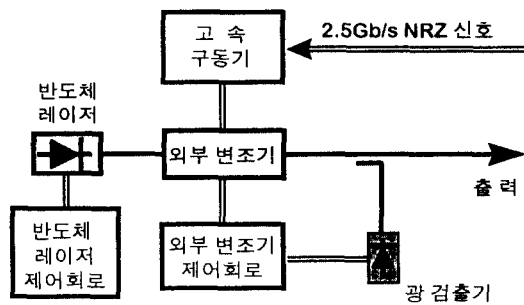 고 속
구동기
2.5Gb/s NRZ 신호
반도체
레이저
외부 변조기
출 력
반도체
레이저
제어회로
외부 변조기
제어회로
광 검출기